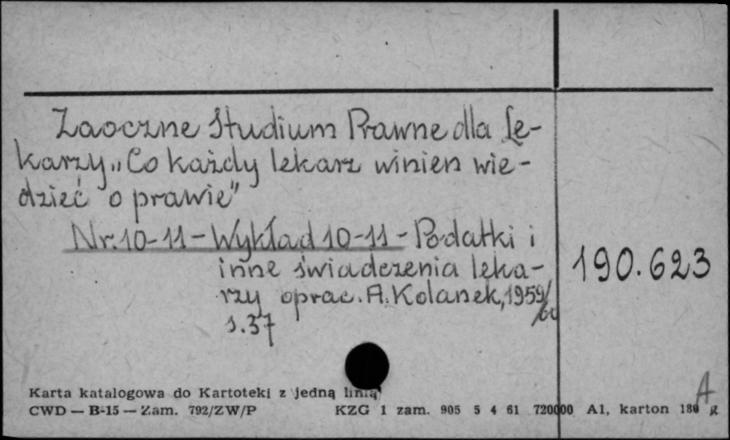 Zaoczne Studium Prawne dla Le-
karzy „Co każdy lekarz winien wie-
dzieć o prawie"
Nr. 10-11 - Wykład 10-11 - Podatki i
inne świadczenia leka-
rzy oprac. A. Kolanek, 1959/60
s. 37
190.623
Karta katalogowa do Kartoteki z jedną linią
CWD — B-15 — Zam. 792/ZW/P KZG 1 zam. 905 5 4 61 720000 A1, karton 180 g
A